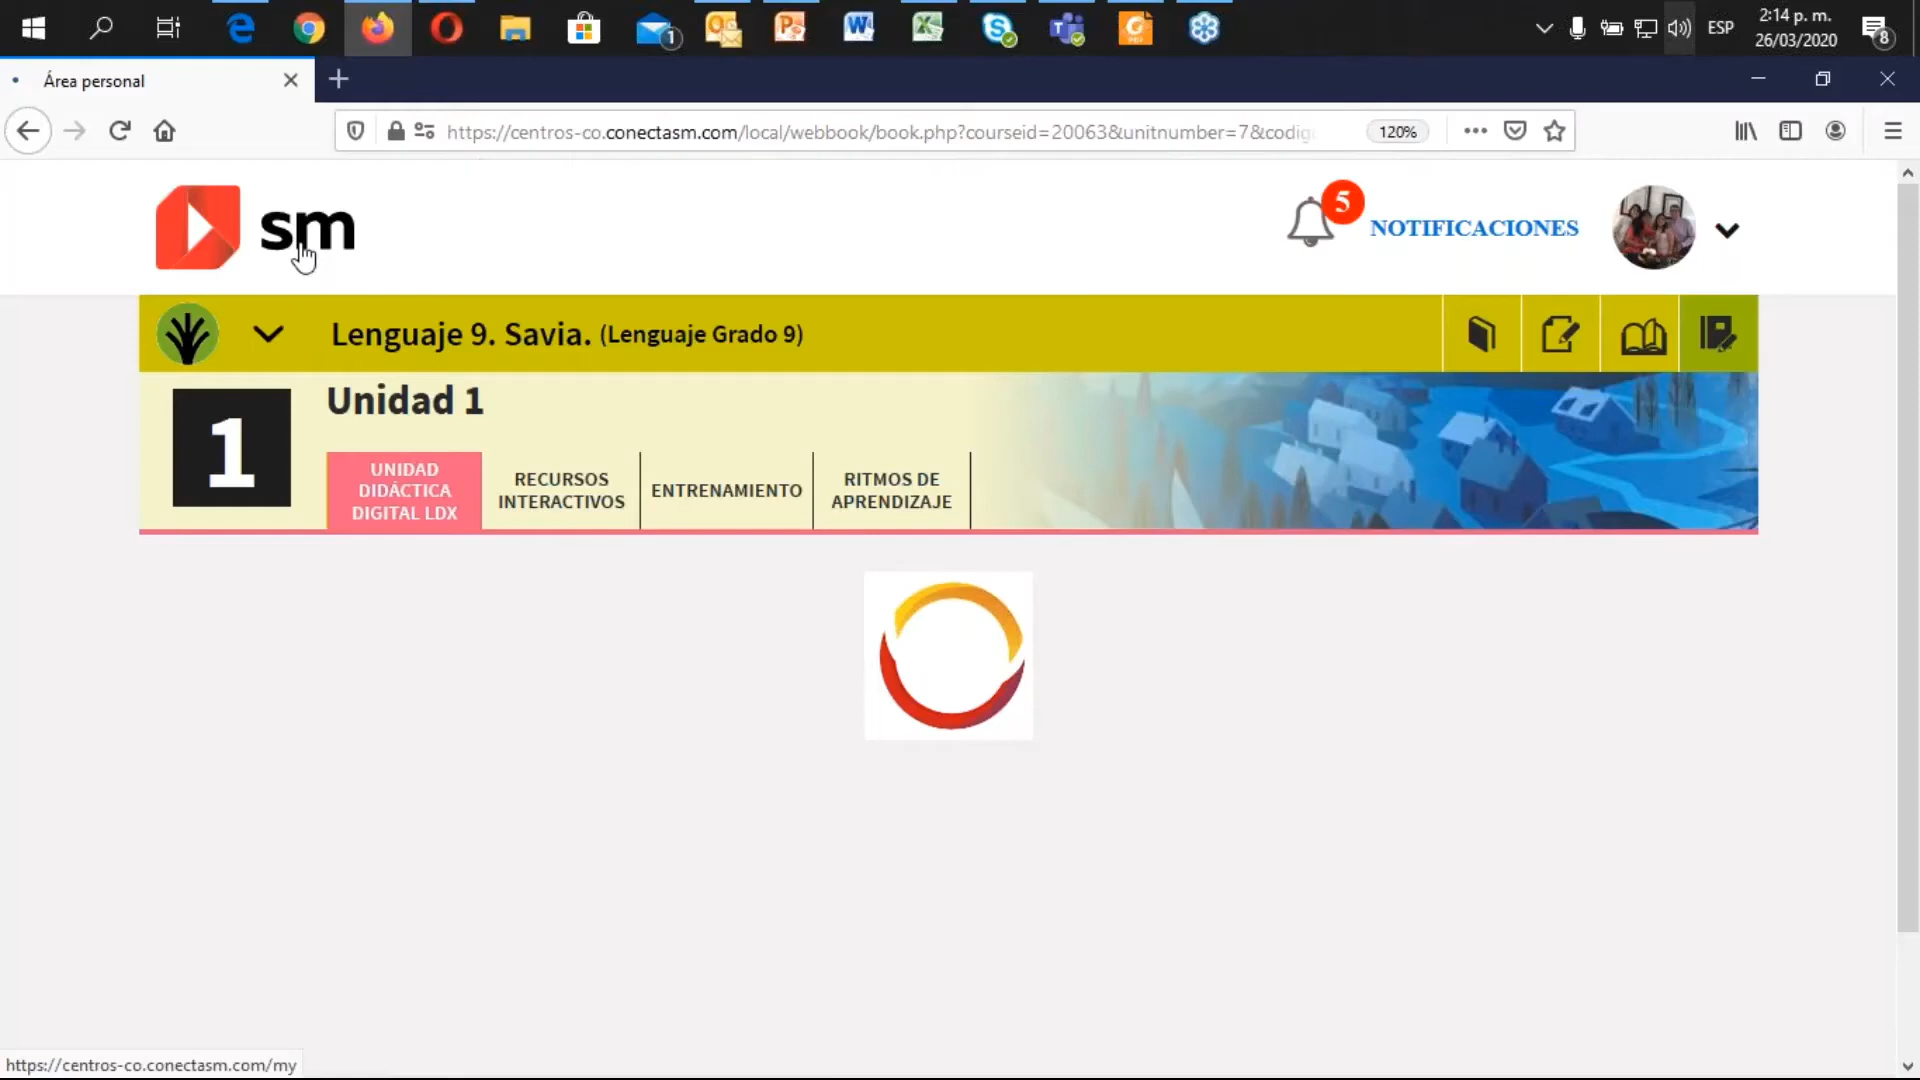 1
ESP
2:14 p. m.
26/03/2020
8
Área personal
https://centros-co.conectasm.com/local/webbook/book.php?courseid=20063&unitnumber=7&codig
120%
sm
5
NOTIFICACIONES
Lenguaje 9. Savia. (Lenguaje Grado 9)
1
Unidad 1
UNIDAD
DIDÁCTICA
DIGITAL LDX
RECURSOS
INTERACTIVOS
ENTRENAMIENTO
RITMOS DE
APRENDIZAJE
https://centros-co.conectasm.com/my